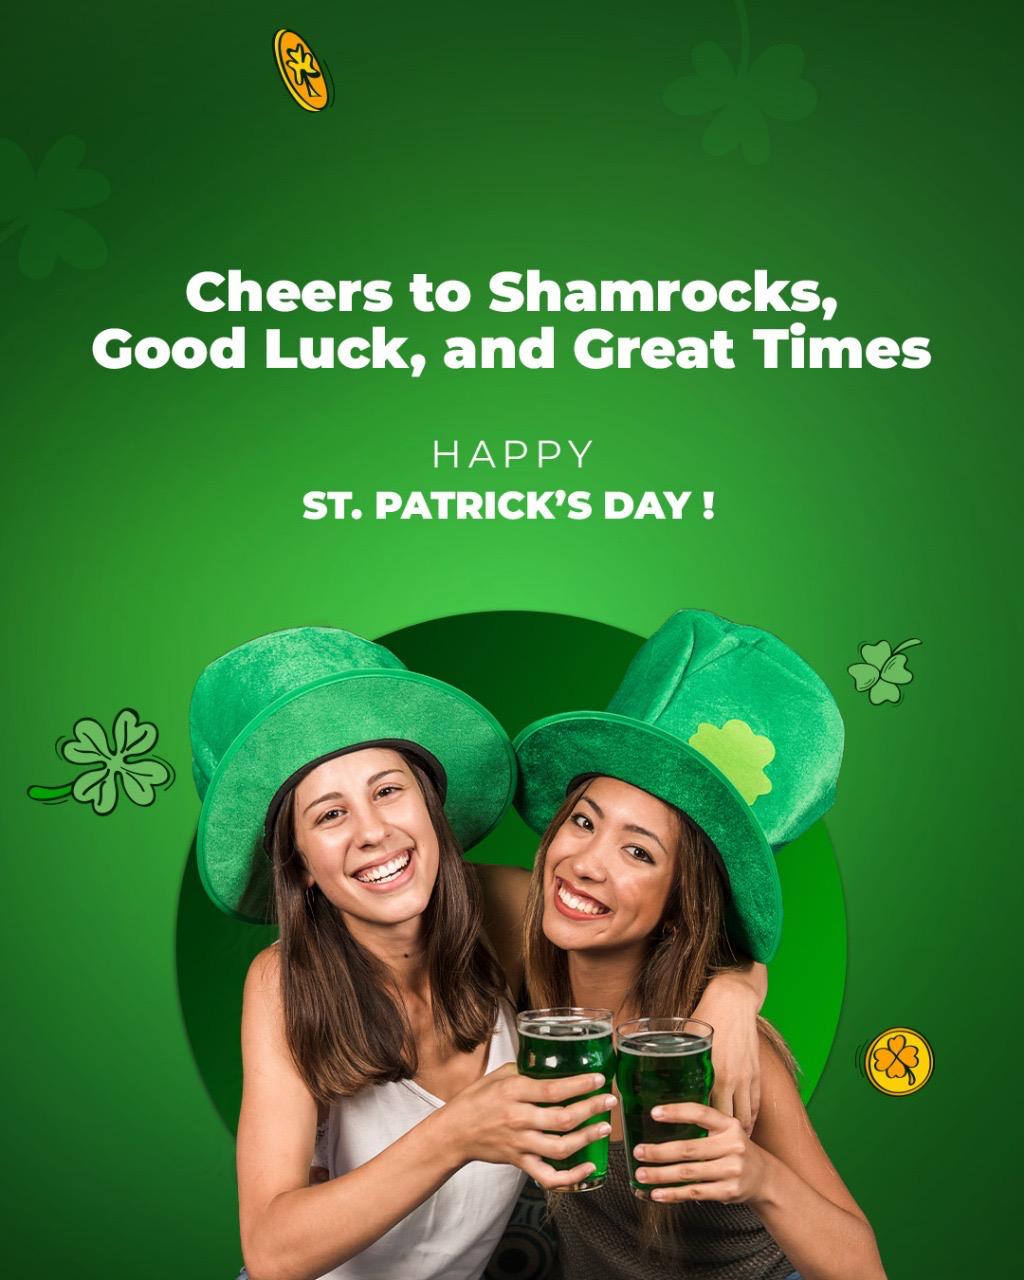 Cheers to Shamrocks,
Good Luck, and Great Times
HAPPY
ST. PATRICK’S DAY !